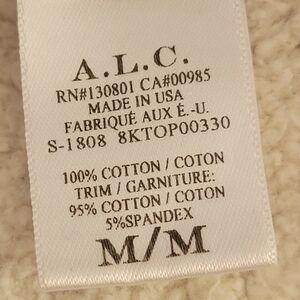 A.L.C.
RN#130801 CA#00985
MADE IN USA
FABRIQUÉ AUX É.-U.
S-1808 8KTOP00330
100% COTTON / COTON
TRIM / GARNITURE:
95% COTTON / COTON
5%SPANDEX
M/M